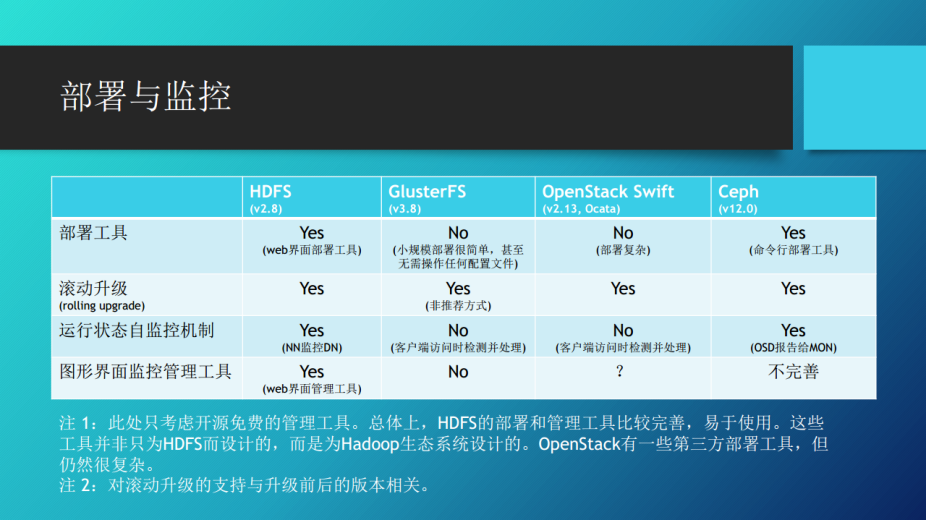 部署与监控
HDFS GlusterFS OpenStack Swift Ceph
(v2.8) (v3.8) (v2.13, Ocata) (v12.0)
部署工具 Yes No No Yes
(web界面部署工具) (小规模部署很简单，甚至 (部署复杂) (命令行部署工具)
无需操作任何配置文件)
滚动升级 Yes Yes Yes Yes
(rolling upgrade) (非推荐方式)
运行状态自监控机制 Yes No No Yes
(NN监控DN) (客户端访问时检测并处理) (客户端访问时检测并处理) (OSD报告给MON)
图形界面监控管理工具 Yes No ？ 不完善
(web界面管理工具)
注 1：此处只考虑开源免费的管理工具。总体上，HDFS的部署和管理工具比较完善，易于使用。这些
工具并非只为HDFS而设计的，而是为Hadoop生态系统设计的。OpenStack有一些第三方部署工具，但
仍然很复杂。
注 2：对滚动升级的支持与升级前后的版本相关。